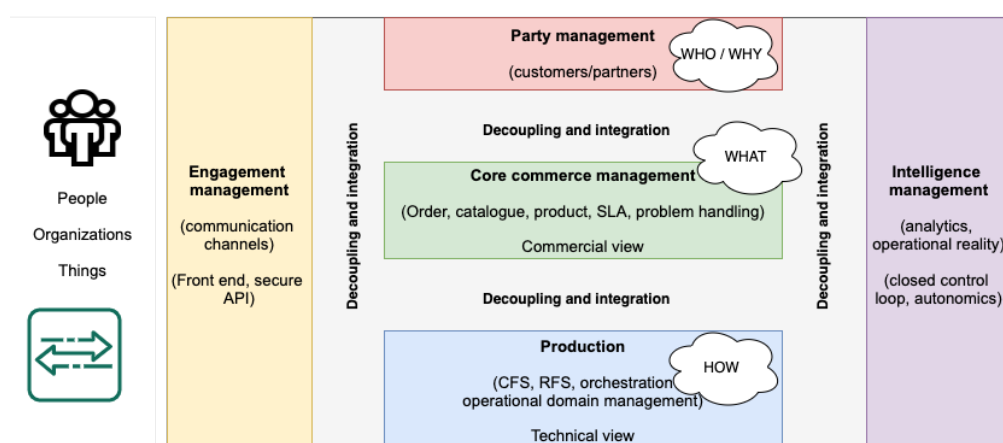 People
Organizations
Things
Engagement
management
(communication
channels)
(Front end, secure
API)
Decoupling and integration
Party management
(customers/partners)
WHO / WHY
Decoupling and integration
WHAT
Core commerce management
(Order, catalogue, product, SLA, problem handling)
Commercial view
Decoupling and integration
Production
(CFS, RFS, orchestration
operational domain management)
HOW
Technical view
Decoupling and integration
Intelligence
management
(analytics,
operational reality)
(closed control
loop, autonomics)